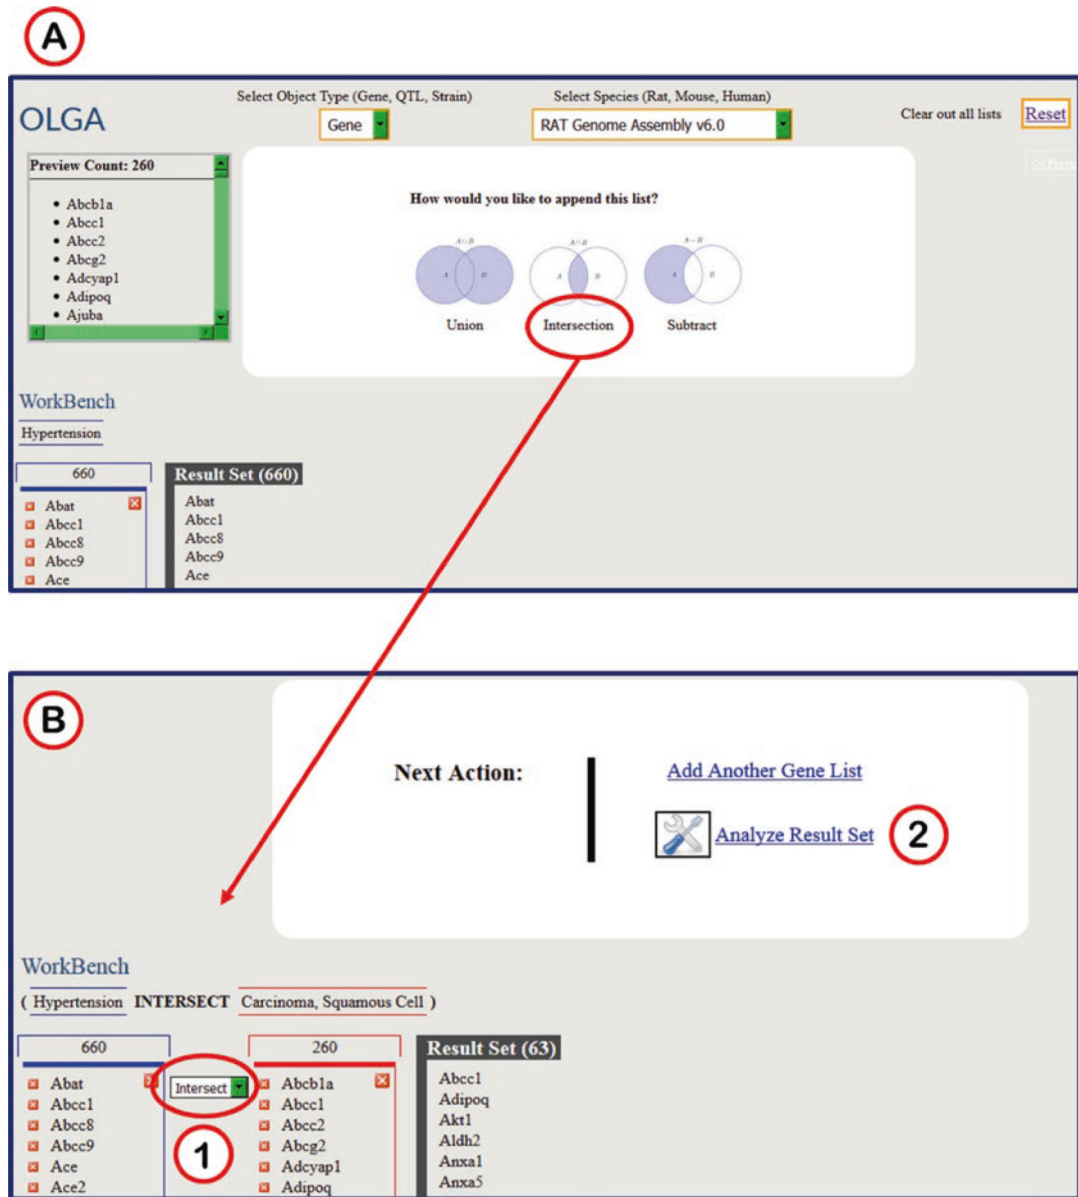 A
Select Object Type (Gene, QTL, Strain)
Select Species (Rat, Mouse, Human)
OLGA
Gene
RAT Genome Assembly v6.0
Clear out all lists
Reset
Preview Count: 260
Abcb1a
Abcc1
Abcc2
Abcg2
Adcyap1
Adipoq
Ajuba
How would you like to append this list?
A∪B
A∩B
A−B
A B
A B
A B
Union
Intersection
Subtract
WorkBench
Hypertension
660
Abat
Abcc1
Abcc8
Abcc9
Ace
Result Set (660)
Abat
Abcc1
Abcc8
Abcc9
Ace
B
Next Action:
Add Another Gene List
Analyze Result Set
2
WorkBench
( Hypertension INTERSECT Carcinoma, Squamous Cell )
660
Abat
Abcc1
Abcc8
Abcc9
Ace
Ace2
Intersect
1
260
Abcb1a
Abcc1
Abcc2
Abcg2
Adcyap1
Adipoq
Result Set (63)
Abcc1
Adipoq
Akt1
Aldh2
Anxa1
Anxa5